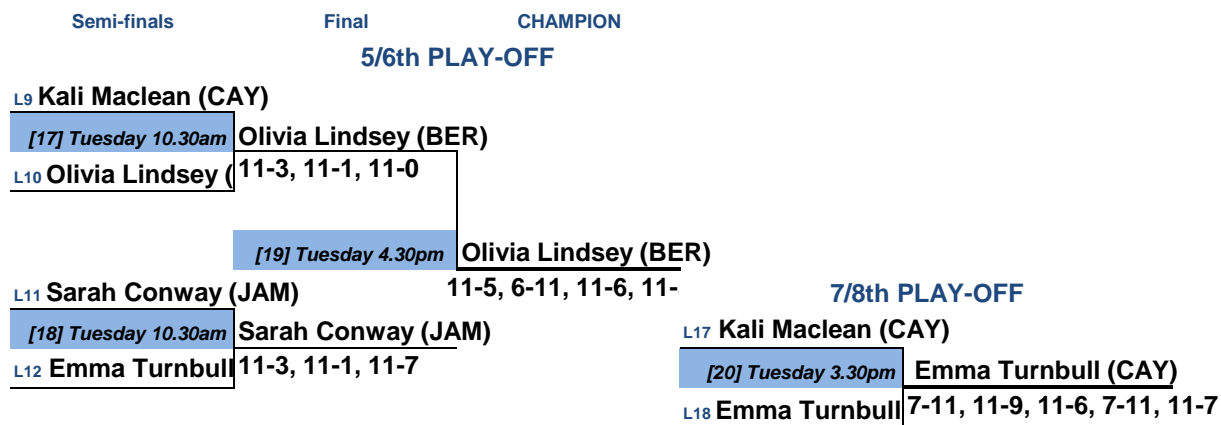 Semi-finals Final CHAMPION
5/6th PLAY-OFF
L9 Kali Maclean (CAY)
[17] Tuesday 10.30am Olivia Lindsey (BER)
L10 Olivia Lindsey ( 11-3, 11-1, 11-0
[19] Tuesday 4.30pm Olivia Lindsey (BER)
L11 Sarah Conway (JAM) 11-5, 6-11, 11-6, 11- 7/8th PLAY-OFF
[18] Tuesday 10.30am Sarah Conway (JAM) L17 Kali Maclean (CAY)
L12 Emma Turnbull 11-3, 11-1, 11-7 [20] Tuesday 3.30pm Emma Turnbull (CAY)
L18 Emma Turnbull 7-11, 11-9, 11-6, 7-11, 11-7